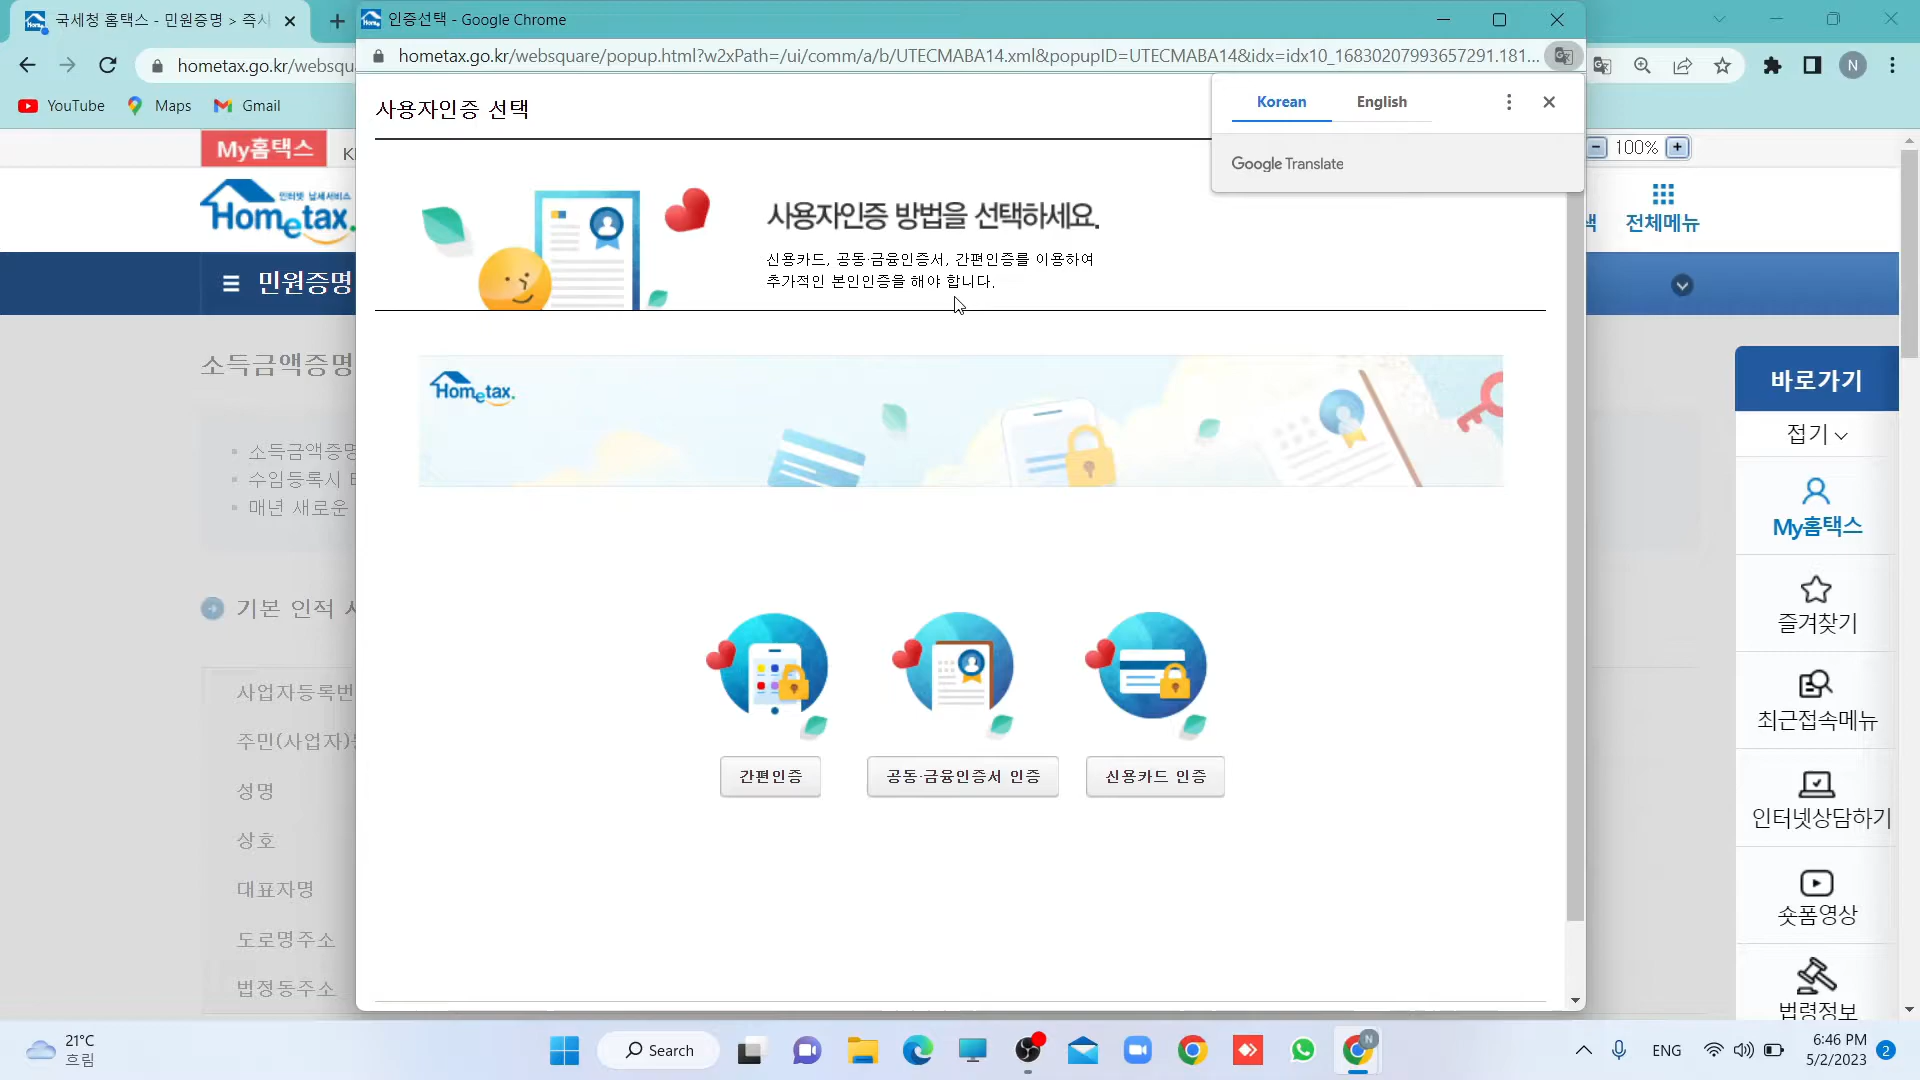 국세청 홈택스 - 민원증명 > 즉시
인증선택 - Google Chrome
hometax.go.kr/websqua
hometax.go.kr/websquare/popup.html?w2xPath=/ui/comm/a/b/UTECMABA14.xml&popupID=UTECMABA14&idx=idx10_16830207993657291.181...
N
YouTube
Maps
Gmail
Korean
English
Google Translate
My홈택스
100%
사용자인증 선택
인터넷 납세서비스
Hometax.
전체메뉴
민원증명
사용자인증 방법을 선택하세요.
신용카드, 공동·금융인증서, 간편인증를 이용하여
추가적인 본인인증을 해야 합니다.
Hometax.
소득금액증명
소득금액증명
수임등록시
매년 새로운
기본 인적
사업자등록번
주민(사업자)
성명
상호
대표자명
도로명주소
법정동주소
간편인증
공동·금융인증서 인증
신용카드 인증
바로가기
접기
My홈택스
즐겨찾기
최근접속메뉴
인터넷상담하기
숏폼영상
법령정보
21°C
흐림
Search
N
ENG
6:46 PM
5/2/2023
2